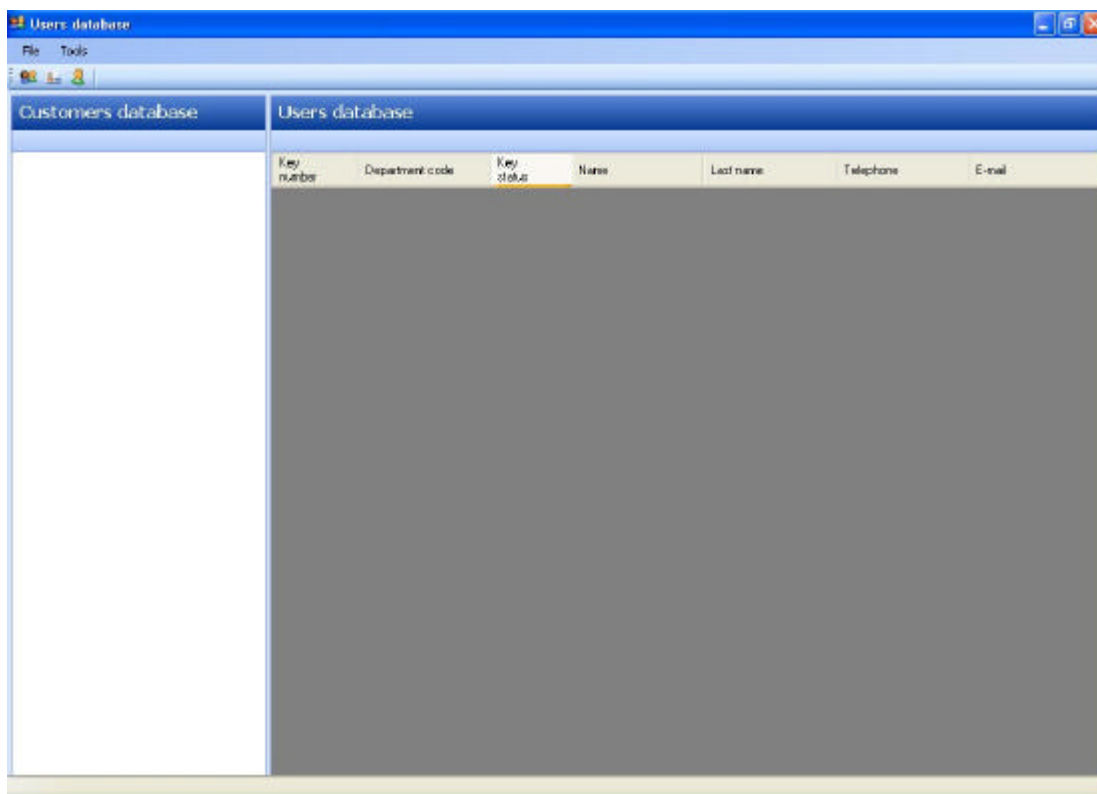 Users database
File Tools
Customers database
Users database
Key
number
Department code
Key
status
Name
Last name
Telephone
E-mail